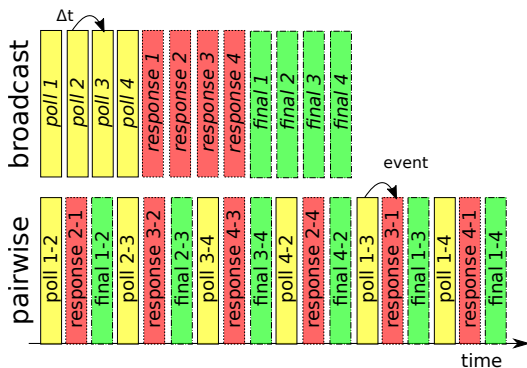 Δt
broadcast
poll 1
poll 2
poll 3
poll 4
response 1
response 2
response 3
response 4
final 1
final 2
final 3
final 4
event
pairwise
poll 1-2
response 2-1
final 1-2
poll 2-3
response 3-2
final 2-3
poll 3-4
response 4-3
final 3-4
poll 4-2
response 2-4
final 4-2
poll 1-3
response 3-1
final 1-3
poll 1-4
response 4-1
final 1-4
time